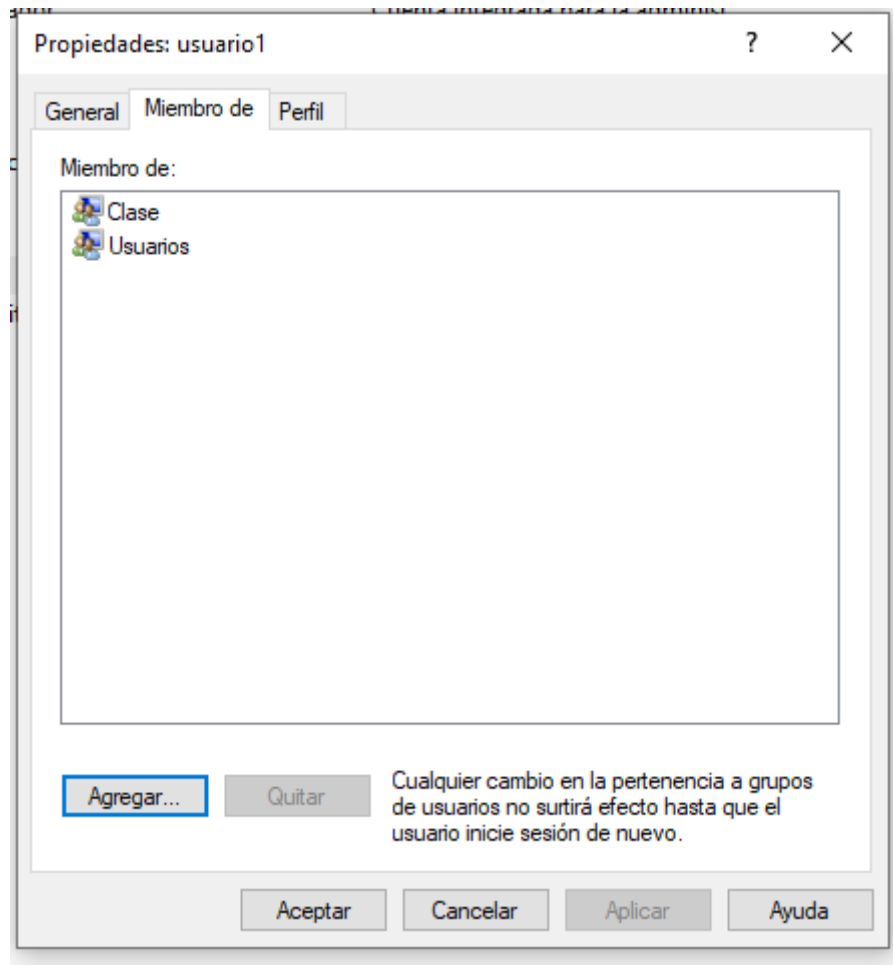 Propiedades: usuario1
?
General
Miembro de
Perfil
Miembro de:
Clase
Usuarios
Agregar...
Quitar
Cualquier cambio en la pertenencia a grupos
de usuarios no surtirá efecto hasta que el
usuario inicie sesión de nuevo.
Aceptar
Cancelar
Aplicar
Ayuda